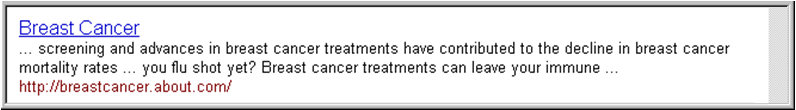 Breast Cancer
... screening and advances in breast cancer treatments have contributed to the decline in breast cancer
mortality rates ... you flu shot yet? Breast cancer treatments can leave your immune ...
http://breastcancer.about.com/